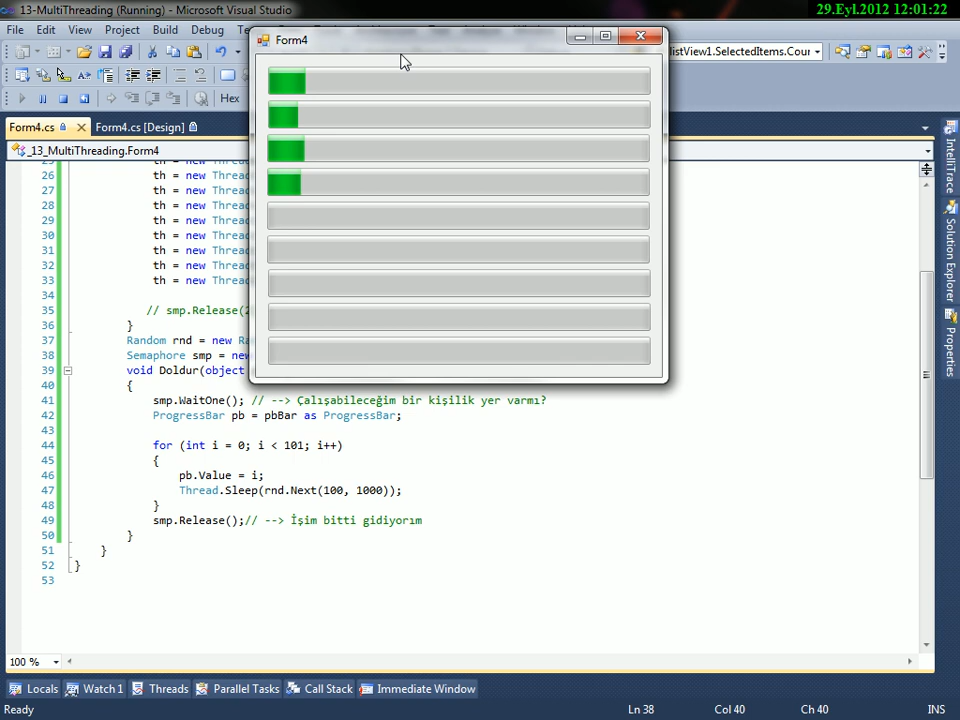 13-MultiThreading (Running) - Microsoft Visual Studio
29.Eyl.2012 12:01:22
File Edit View Project Build Debug
Form4
listView1.SelectedItems.Cour
Hex
Form4.cs Form4.cs [Design]
_13_MultiThreading.Form4
26 th = new Thread
27 th = new Thread
28 th = new Thread
29 th = new Thread
30 th = new Thread
31 th = new Thread
32 th = new Thread
33 th = new Thread
34
35 // smp.Release(2
36 }
37 Random rnd = new Ra
38 Semaphore smp = new
39 void Doldur(object
40 {
41 smp.WaitOne(); // --> Çalışabileceğim bir kişilik yer varmı?
42 ProgressBar pb = pbBar as ProgressBar;
43
44 for (int i = 0; i < 101; i++)
45 {
46 pb.Value = i;
47 Thread.Sleep(rnd.Next(100, 1000));
48 }
49 smp.Release();// --> İşim bitti gidiyorım
50 }
51 }
52 }
53
IntelliTrace
Solution Explorer
Properties
100 %
Locals Watch 1 Threads Parallel Tasks Call Stack Immediate Window
Ready Ln 38 Col 40 Ch 40 INS